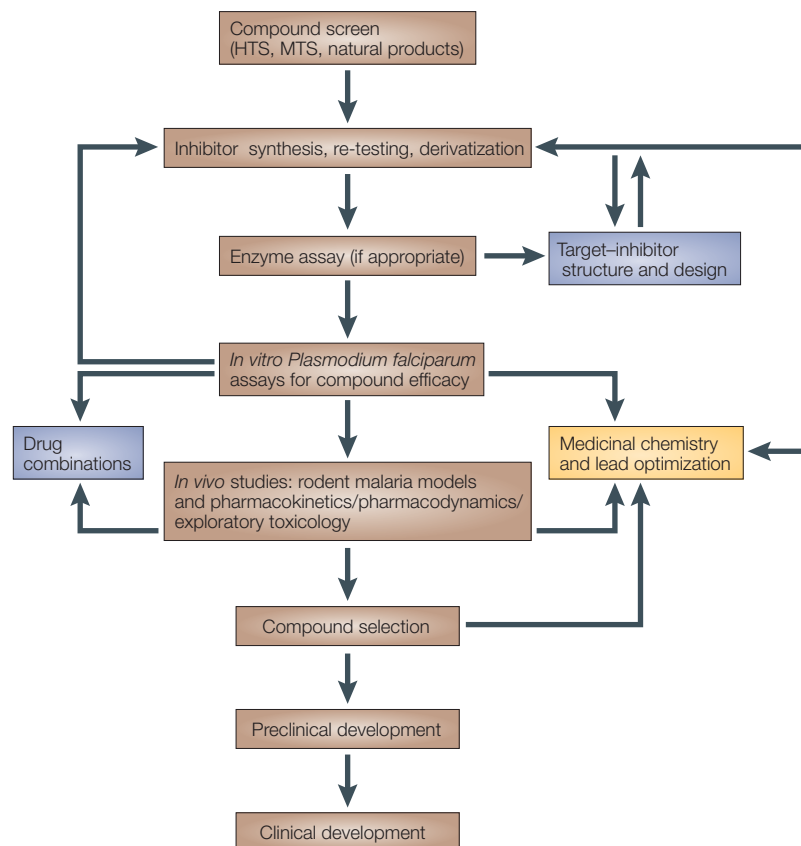 Compound screen
(HTS, MTS, natural products)
Inhibitor synthesis, re-testing, derivatization
Enzyme assay (if appropriate)
Target–inhibitor
structure and design
In vitro Plasmodium falciparum
assays for compound efficacy
Drug
combinations
Medicinal chemistry
and lead optimization
In vivo studies: rodent malaria models
and pharmacokinetics/pharmacodynamics/
exploratory toxicology
Compound selection
Preclinical development
Clinical development